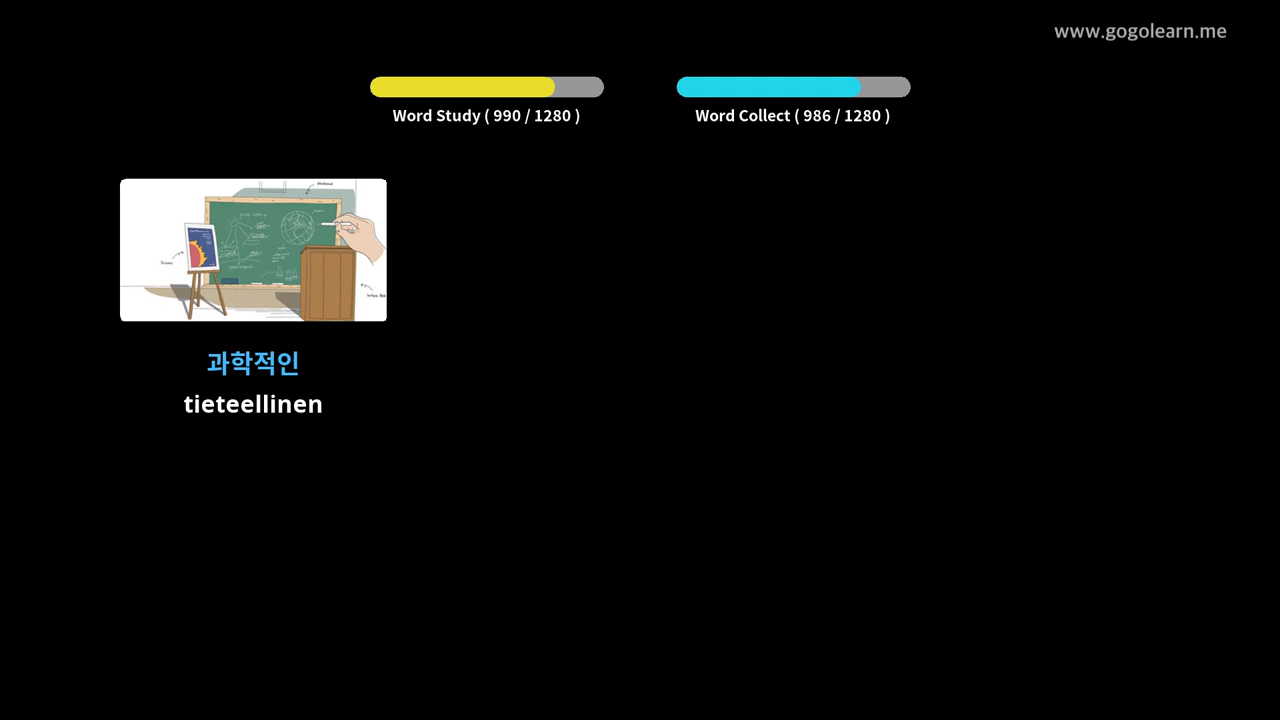 www.gogolearn.me
Word Study ( 990 / 1280 )
Word Collect ( 986 / 1280 )
과학적인
tieteellinen